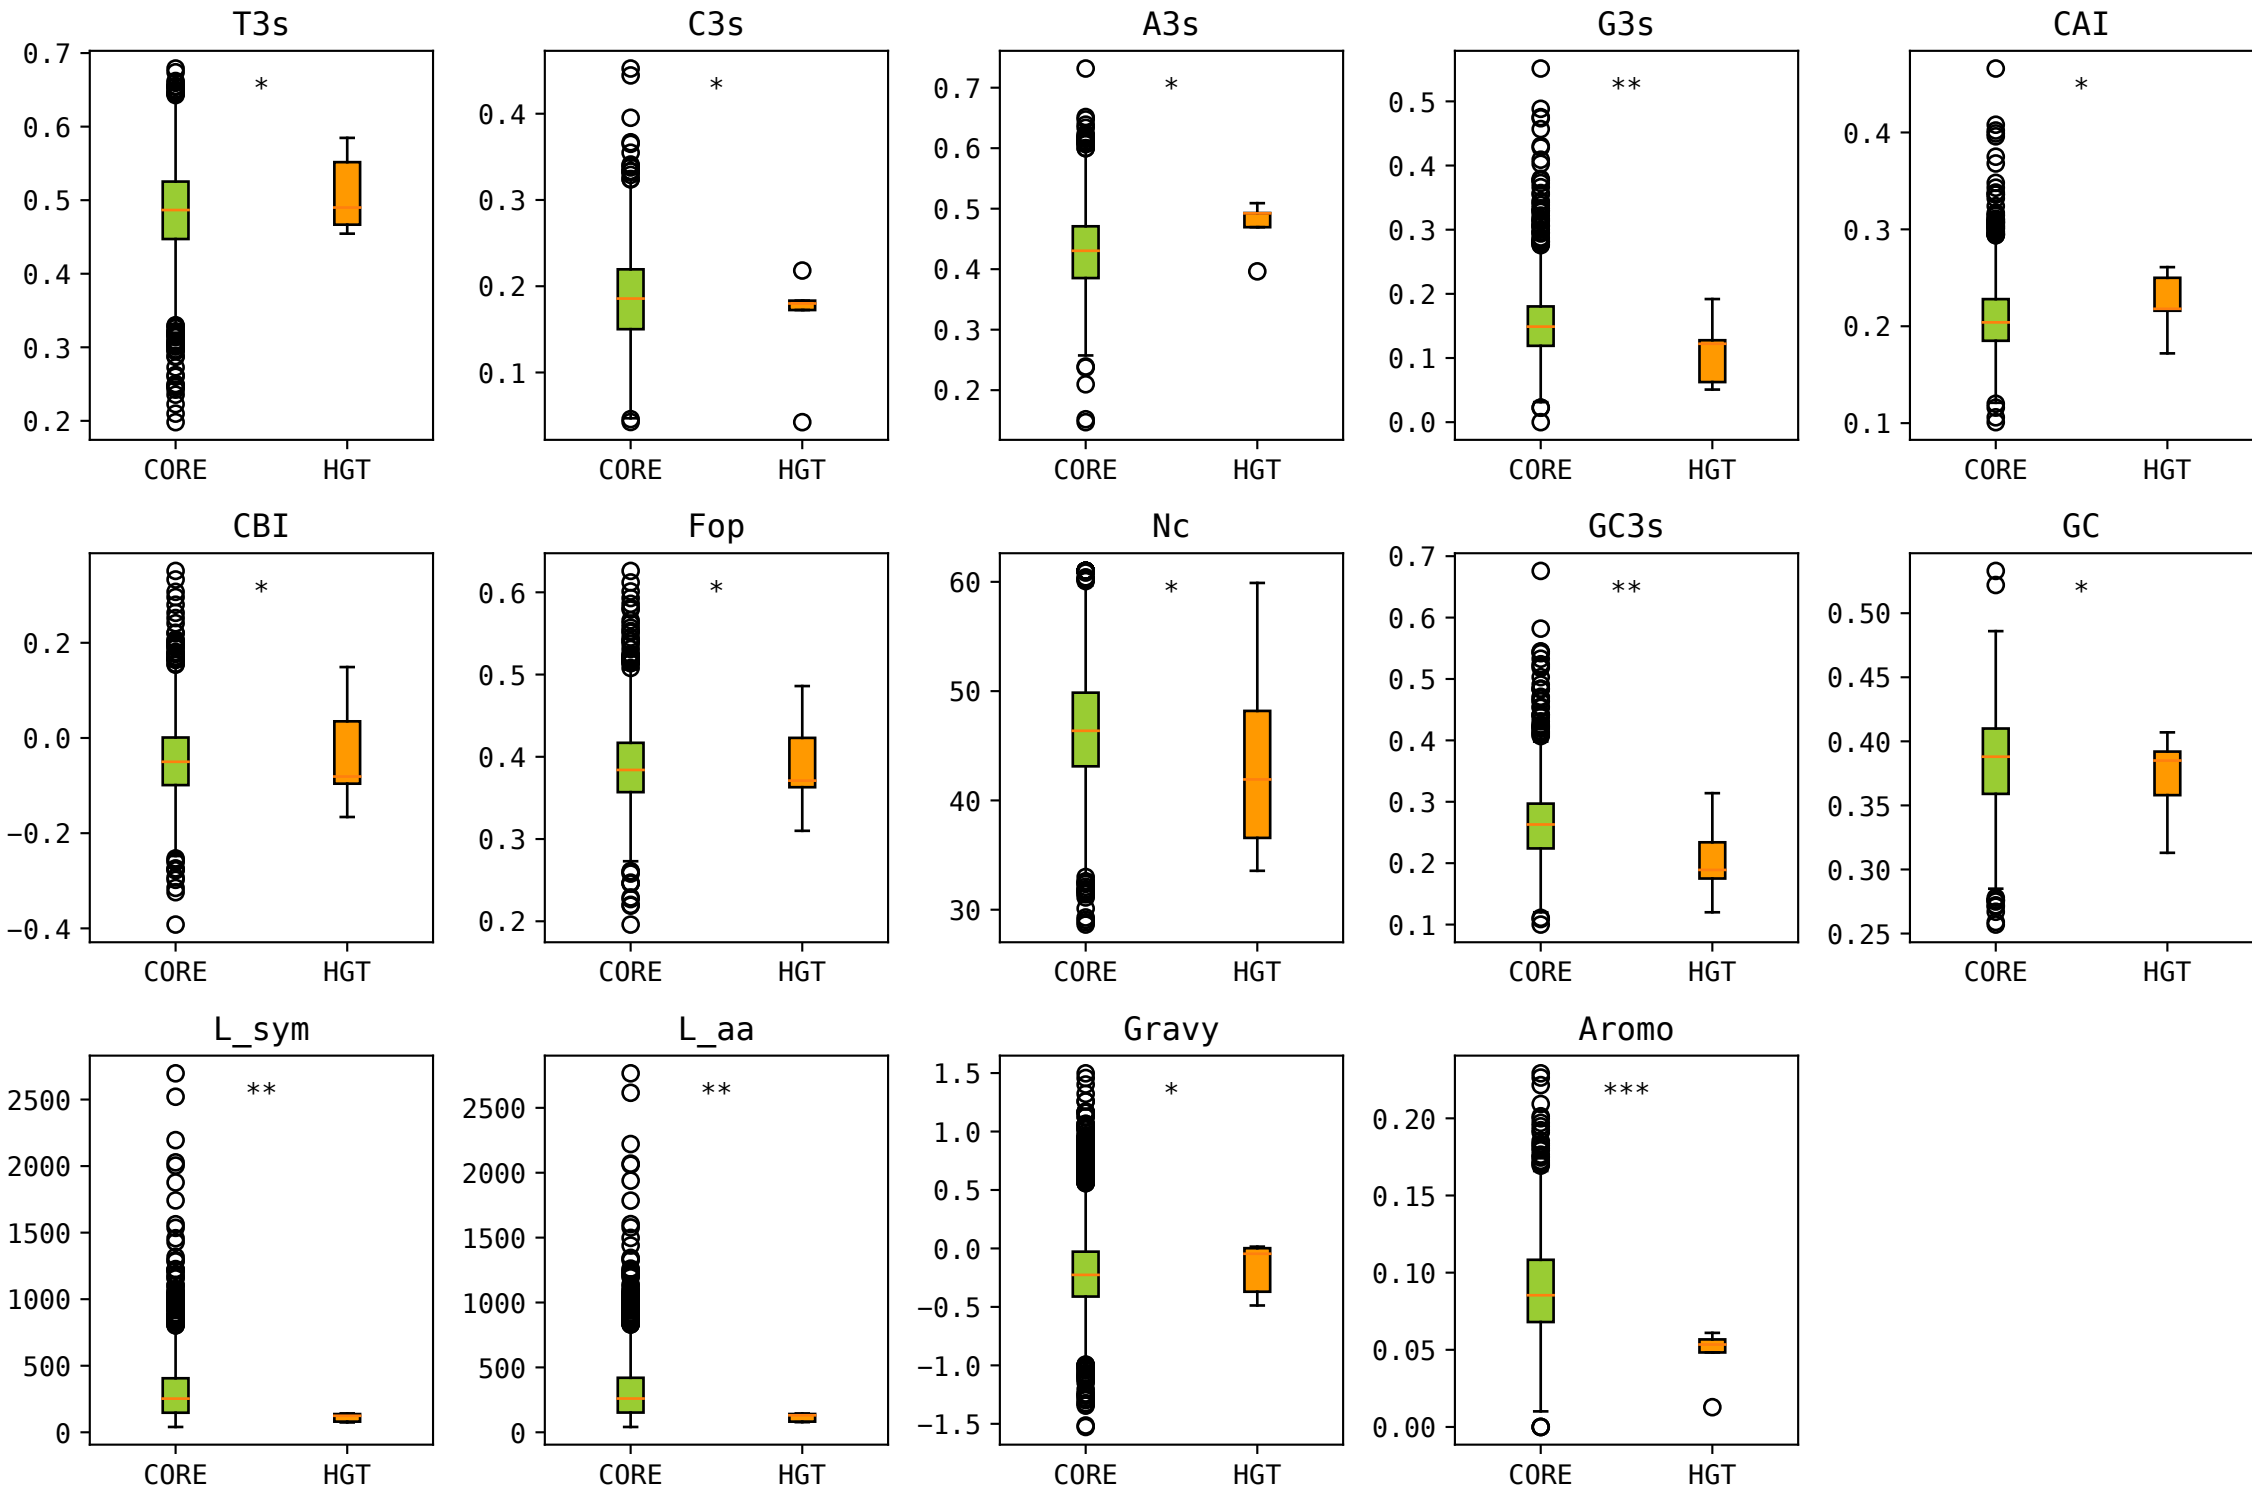 T3s C3s A3s G3s CAI
* * * ** *
0.7 0.6 0.5 0.4 0.3 0.2
0.4 0.3 0.2 0.1
0.7 0.6 0.5 0.4 0.3 0.2
0.5 0.4 0.3 0.2 0.1 0.0
0.4 0.3 0.2 0.1
CORE HGT CORE HGT CORE HGT CORE HGT CORE HGT
CBI Fop Nc GC3s GC
* * * ** *
0.2 0.0 −0.2 −0.4
0.6 0.5 0.4 0.3 0.2
60 50 40 30
0.7 0.6 0.5 0.4 0.3 0.2 0.1
0.50 0.45 0.40 0.35 0.30 0.25
CORE HGT CORE HGT CORE HGT CORE HGT CORE HGT
L_sym L_aa Gravy Aromo
** ** * ***
2500 2000 1500 1000 500 0
2500 2000 1500 1000 500 0
1.5 1.0 0.5 0.0 −0.5 −1.0 −1.5
0.20 0.15 0.10 0.05 0.00
CORE HGT CORE HGT CORE HGT CORE HGT